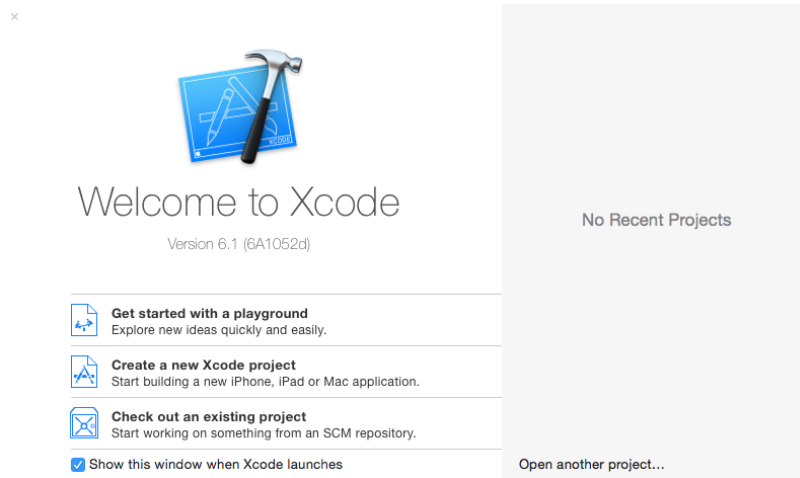 XCODE
Welcome to Xcode
Version 6.1 (6A1052d)
Get started with a playground
Explore new ideas quickly and easily.
Create a new Xcode project
Start building a new iPhone, iPad or Mac application.
Check out an existing project
Start working on something from an SCM repository.
Show this window when Xcode launches
No Recent Projects
Open another project...